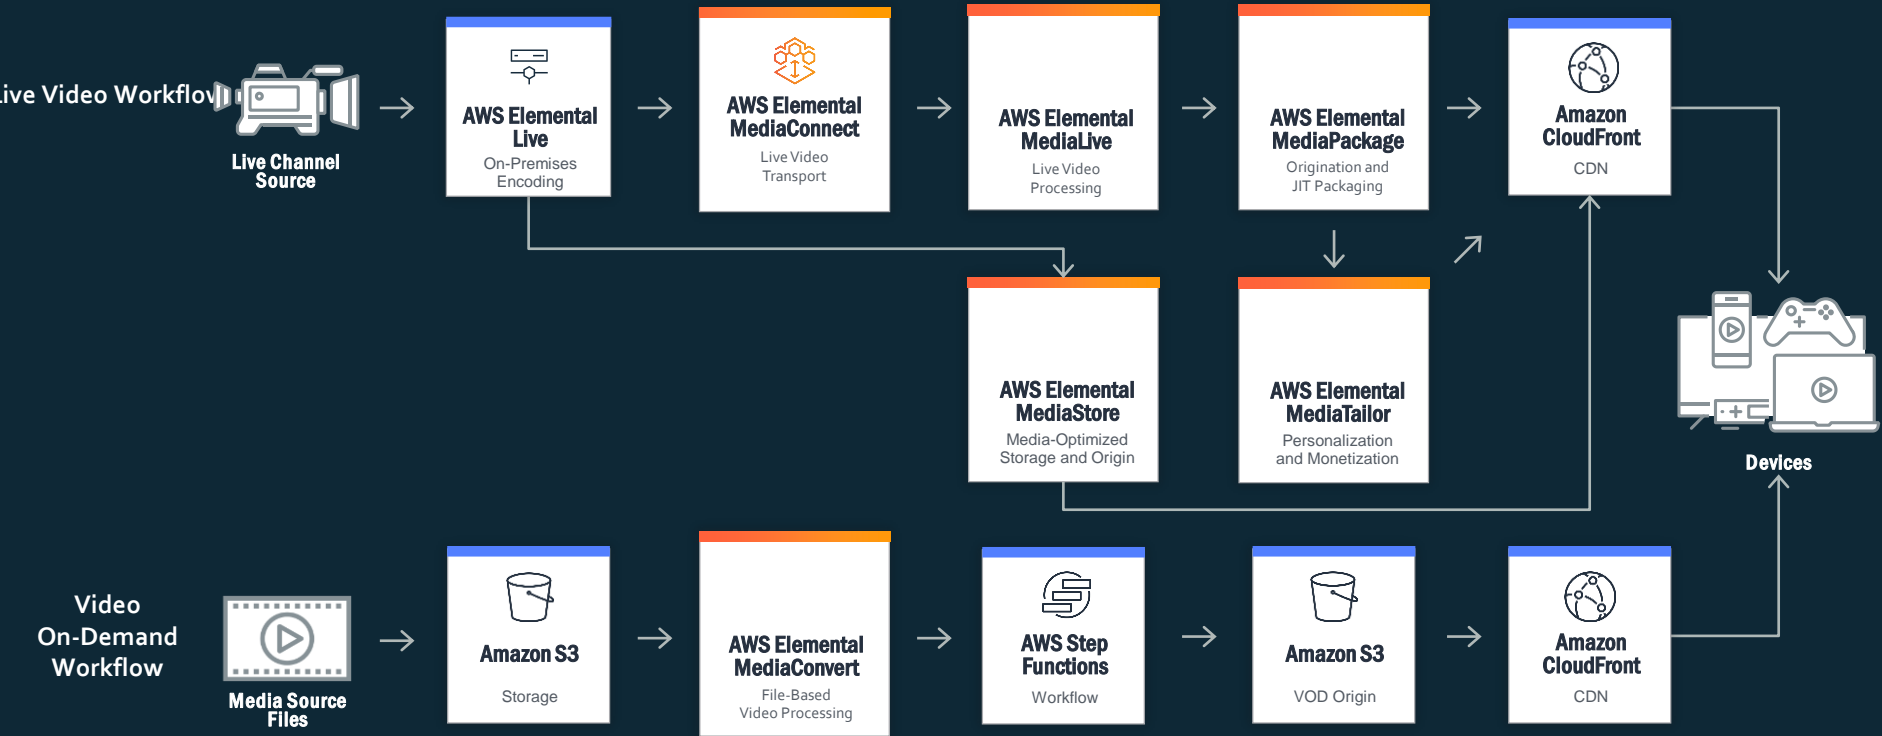 Live Video Workflow
Live Channel
Source
AWS Elemental
Live
On-Premises
Encoding
AWS Elemental
MediaConnect
Live Video
Transport
AWS Elemental
MediaLive
Live Video
Processing
AWS Elemental
MediaPackage
Origination and
JIT Packaging
Amazon
CloudFront
CDN
AWS Elemental
MediaStore
Media-Optimized
Storage and Origin
AWS Elemental
MediaTailor
Personalization
and Monetization
Devices
Video
On-Demand
Workflow
Media Source
Files
Amazon S3
Storage
AWS Elemental
MediaConvert
File-Based
Video Processing
AWS Step
Functions
Workflow
Amazon S3
VOD Origin
Amazon
CloudFront
CDN